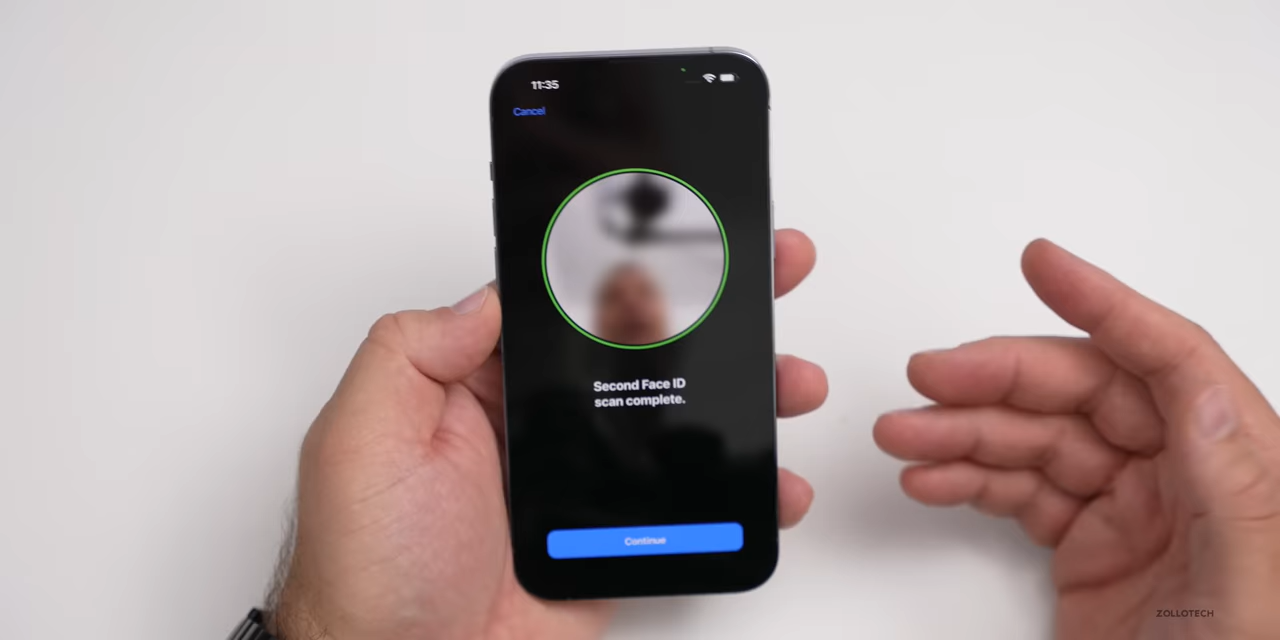 11:35
Cancel
Second Face ID
scan complete.
Continue
ZOLLOTECH